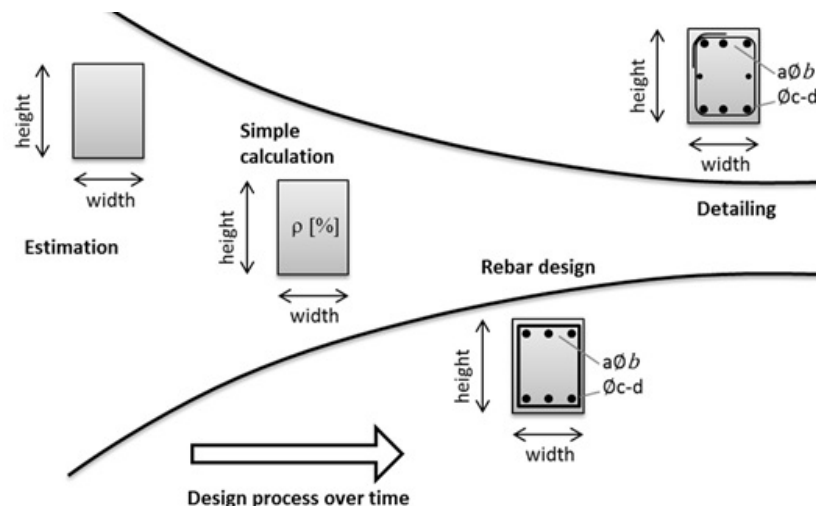 height
width
Estimation
Simple
calculation
height
ρ [%]
width
Rebar design
height
aØb
Øc-d
width
height
aØb
Øc-d
width
Detailing
Design process over time